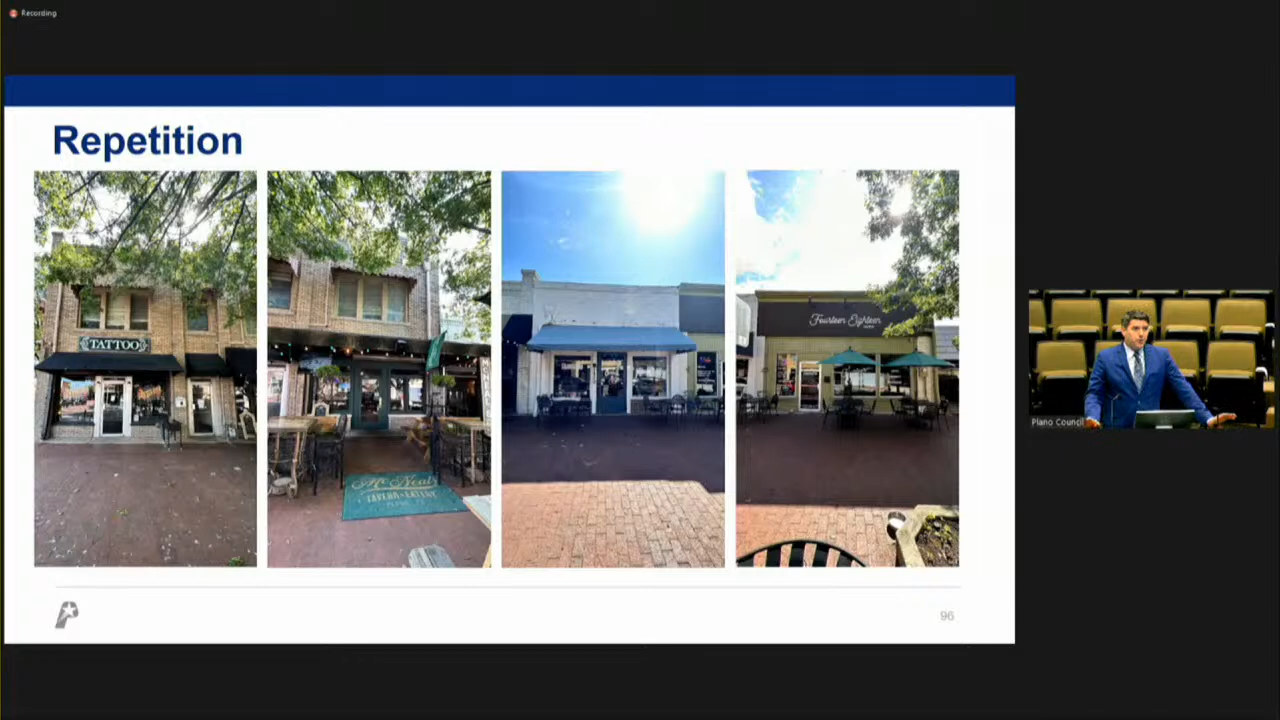 Recording
Repetition
TATTOO
McNeal's
TAVERN & EATERY
Fourteen Eighteen
96
Plano Council